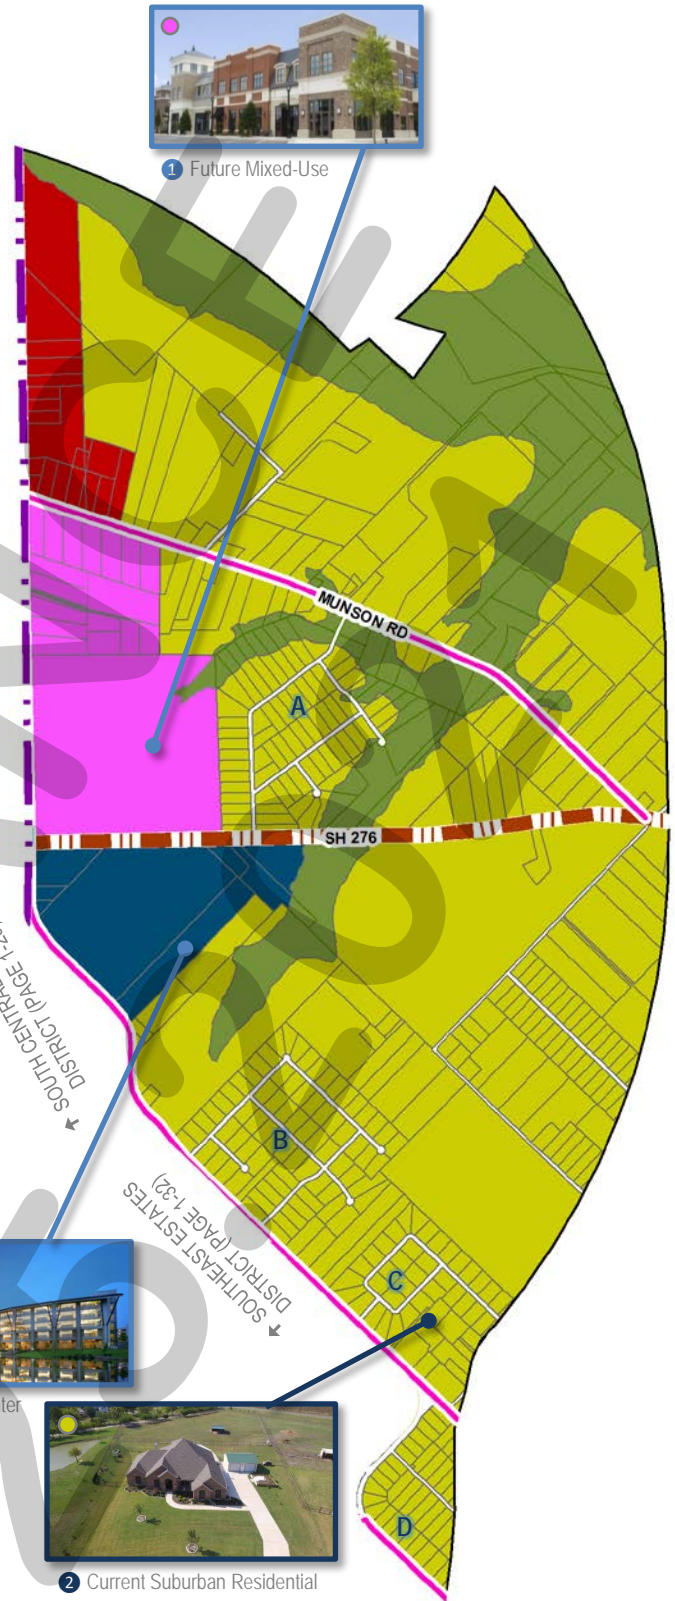 1 Future Mixed-Use
MUNSON RD
A
SH 276
SOUTH CENTRAL
DISTRICT (PAGE 1-2
B
SOUTHEAST ESTATES
DISTRICT (PAGE 1-32)
C
D
2 Current Suburban Residential